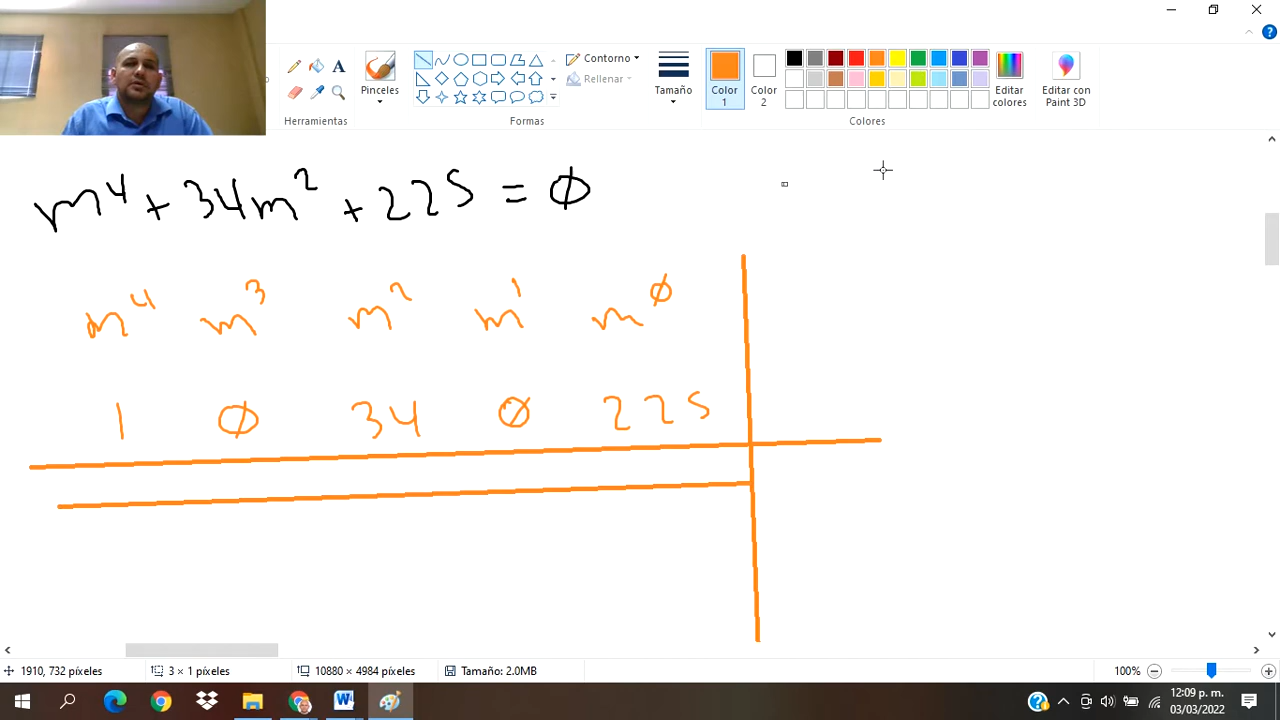 Contorno
Rellenar
Pinceles
Tamaño
Color 1
Color 2
Editar colores
Editar con Paint 3D
Herramientas
Formas
Colores
m⁴ + 34m² + 225 = 0
m⁴ m³ m² m¹ m⁰
1 0 34 0 225
1910, 732 píxeles
3 × 1 píxeles
10880 × 4984 píxeles
Tamaño: 2.0MB
100%
12:09 p. m.
03/03/2022